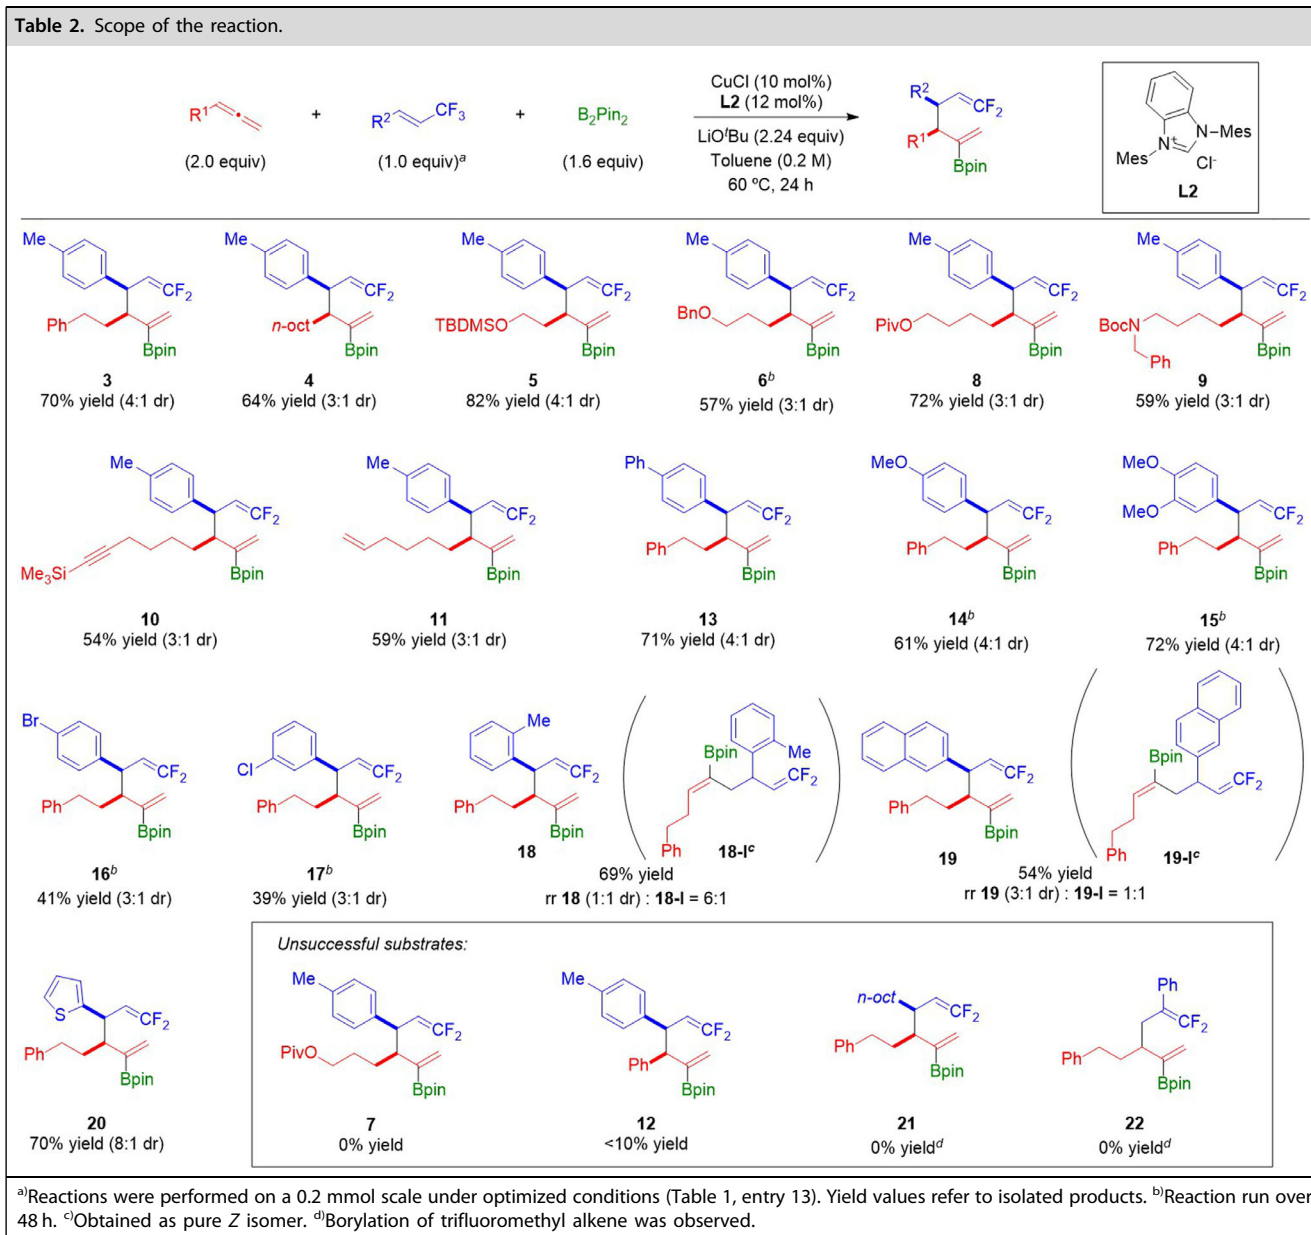 Table 2. Scope of the reaction.
R¹ + R² CF₃ + B₂Pin₂
(2.0 equiv) (1.0 equiv)ᵃ (1.6 equiv)
CuCl (10 mol%)
L2 (12 mol%)
LiOᵗBu (2.24 equiv)
Toluene (0.2 M)
60 ºC, 24 h
R² CF₂
R¹
Bpin
N–Mes
Mes N⁺
Cl⁻
L2
Me Me Me Me Me Me
CF₂ CF₂ CF₂ CF₂ CF₂ CF₂
Ph n-oct TBDMSO BnO PivO BocN
Ph
Bpin Bpin Bpin Bpin Bpin Bpin
3 4 5 6ᵇ 8 9
70% yield (4:1 dr) 64% yield (3:1 dr) 82% yield (4:1 dr) 57% yield (3:1 dr) 72% yield (3:1 dr) 59% yield (3:1 dr)
Me Me Ph MeO MeO
MeO
CF₂ CF₂ CF₂ CF₂ CF₂
Ph Ph Ph
Me₃Si Bpin Bpin Bpin Bpin Bpin
10 11 13 14ᵇ 15ᵇ
54% yield (3:1 dr) 59% yield (3:1 dr) 71% yield (4:1 dr) 61% yield (4:1 dr) 72% yield (4:1 dr)
Br Cl Me Me
Bpin Bpin
CF₂ CF₂ CF₂ CF₂ CF₂ CF₂
Ph Ph Ph Ph
Bpin Bpin Bpin Bpin
Ph Ph
16ᵇ 17ᵇ 18 18-Iᶜ 19 19-Iᶜ
41% yield (3:1 dr) 39% yield (3:1 dr) 69% yield 54% yield
rr 18 (1:1 dr) : 18-I = 6:1 rr 19 (3:1 dr) : 19-I = 1:1
Unsuccessful substrates:
S Me Me n-oct Ph
CF₂ CF₂ CF₂ CF₂ CF₂
Ph PivO Ph Ph Ph
Bpin Bpin Bpin Bpin Bpin
20 7 12 21 22
70% yield (8:1 dr) 0% yield <10% yield 0% yieldᵈ 0% yieldᵈ
ᵃ⁾Reactions were performed on a 0.2 mmol scale under optimized conditions (Table 1, entry 13). Yield values refer to isolated products. ᵇ⁾Reaction run over
48 h. ᶜ⁾Obtained as pure Z isomer. ᵈ⁾Borylation of trifluoromethyl alkene was observed.